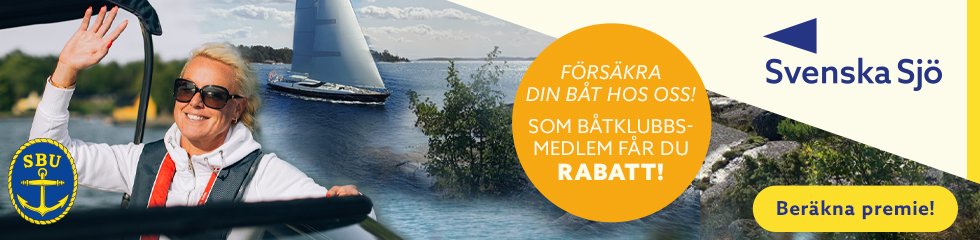 SBU
FÖRSÄKRA
DIN BÅT HOS OSS!
SOM BÅTKLUBBS-
MEDLEM FÅR DU
RABATT!
Svenska Sjö
Beräkna premie!